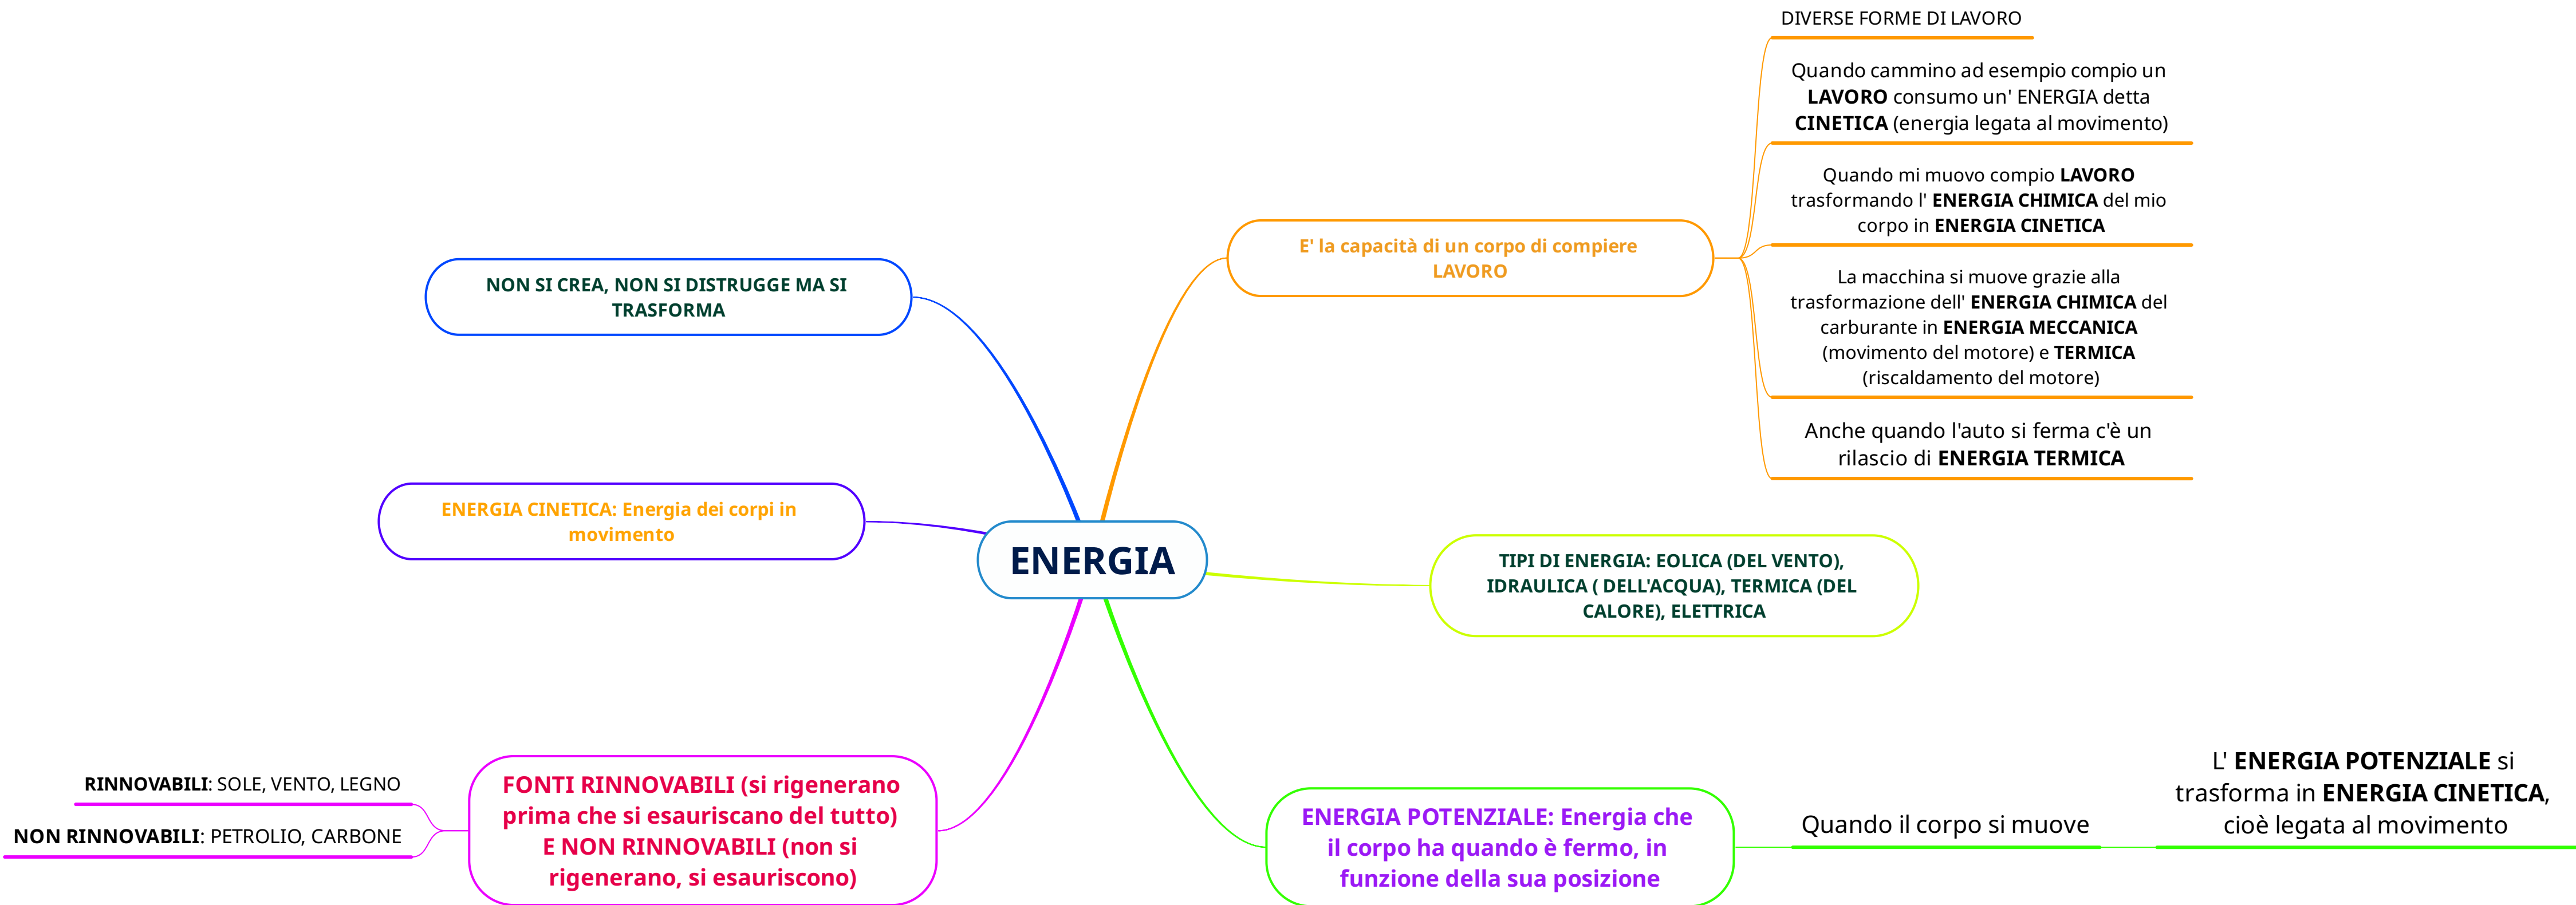 DIVERSE FORME DI LAVORO
Quando cammino ad esempio compio un
LAVORO consumo un' ENERGIA detta
CINETICA (energia legata al movimento)
Quando mi muovo compio LAVORO
trasformando l' ENERGIA CHIMICA del mio
corpo in ENERGIA CINETICA
E' la capacità di un corpo di compiere
LAVORO
La macchina si muove grazie alla
trasformazione dell' ENERGIA CHIMICA del
carburante in ENERGIA MECCANICA
(movimento del motore) e TERMICA
(riscaldamento del motore)
Anche quando l'auto si ferma c'è un
rilascio di ENERGIA TERMICA
NON SI CREA, NON SI DISTRUGGE MA SI
TRASFORMA
ENERGIA CINETICA: Energia dei corpi in
movimento
ENERGIA
TIPI DI ENERGIA: EOLICA (DEL VENTO),
IDRAULICA ( DELL'ACQUA), TERMICA (DEL
CALORE), ELETTRICA
RINNOVABILI: SOLE, VENTO, LEGNO
NON RINNOVABILI: PETROLIO, CARBONE
FONTI RINNOVABILI (si rigenerano
prima che si esauriscano del tutto)
E NON RINNOVABILI (non si
rigenerano, si esauriscono)
ENERGIA POTENZIALE: Energia che
il corpo ha quando è fermo, in
funzione della sua posizione
Quando il corpo si muove
L' ENERGIA POTENZIALE si
trasforma in ENERGIA CINETICA,
cioè legata al movimento